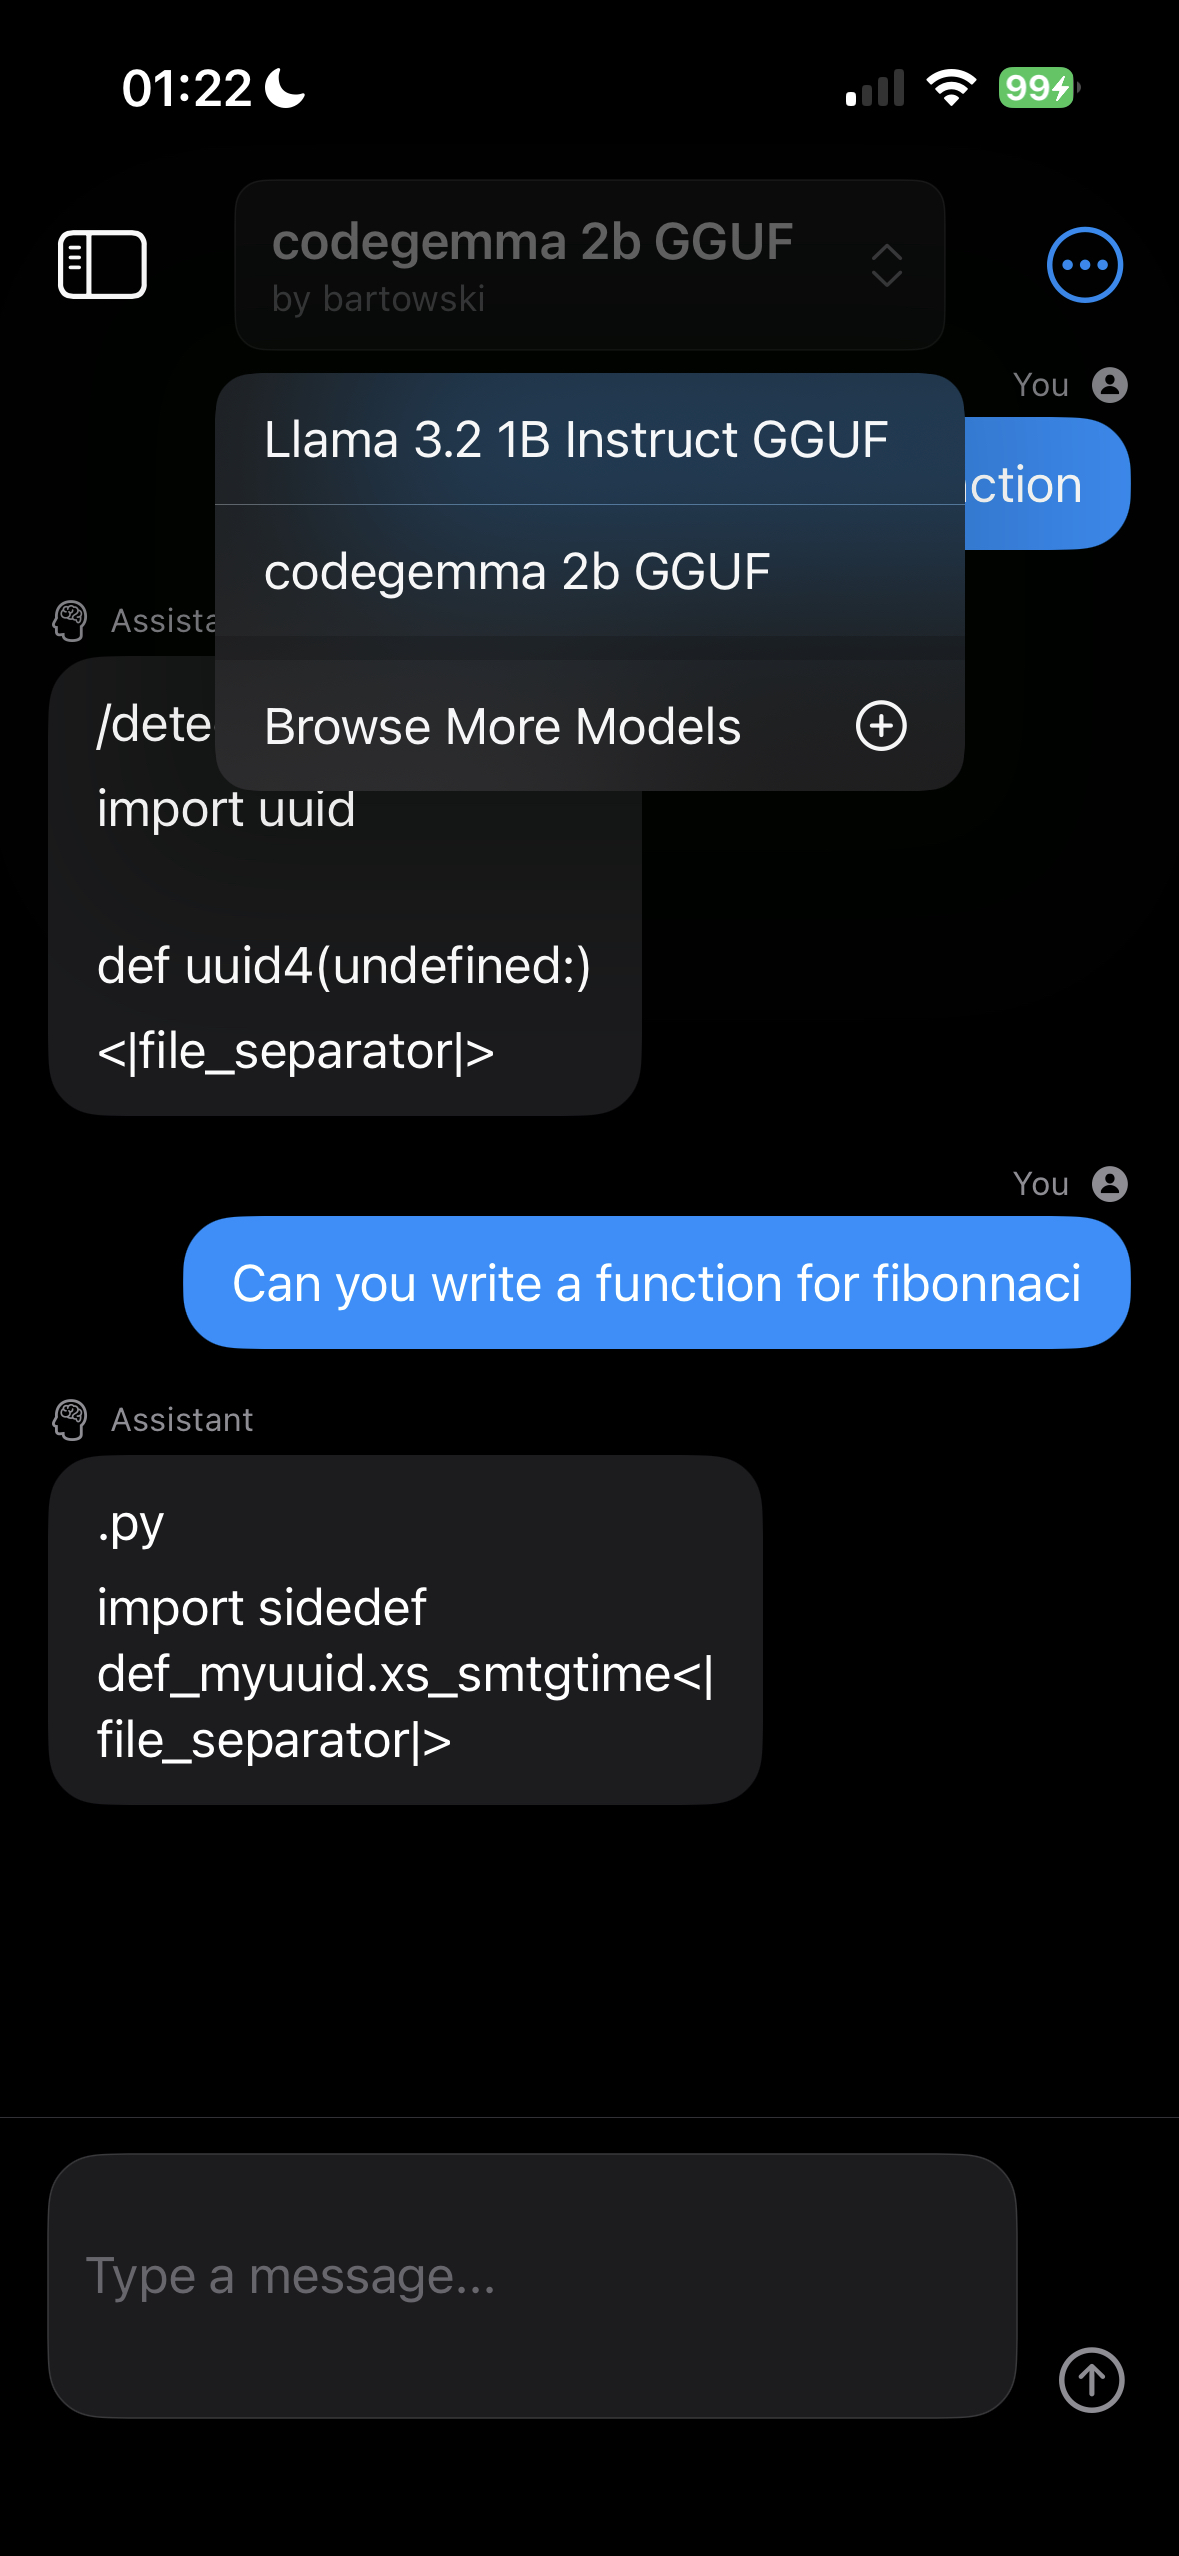 01:22
99
codegemma 2b GGUF
by bartowski
You
Llama 3.2 1B Instruct GGUF
ction
codegemma 2b GGUF
Browse More Models
import uuid
def uuid4(undefined:)
<|file_separator|>
You
Can you write a function for fibonnaci
Assistant
.py
import sidedef
def_myuuid.xs_smtgtime<|
file_separator|>
Type a message...